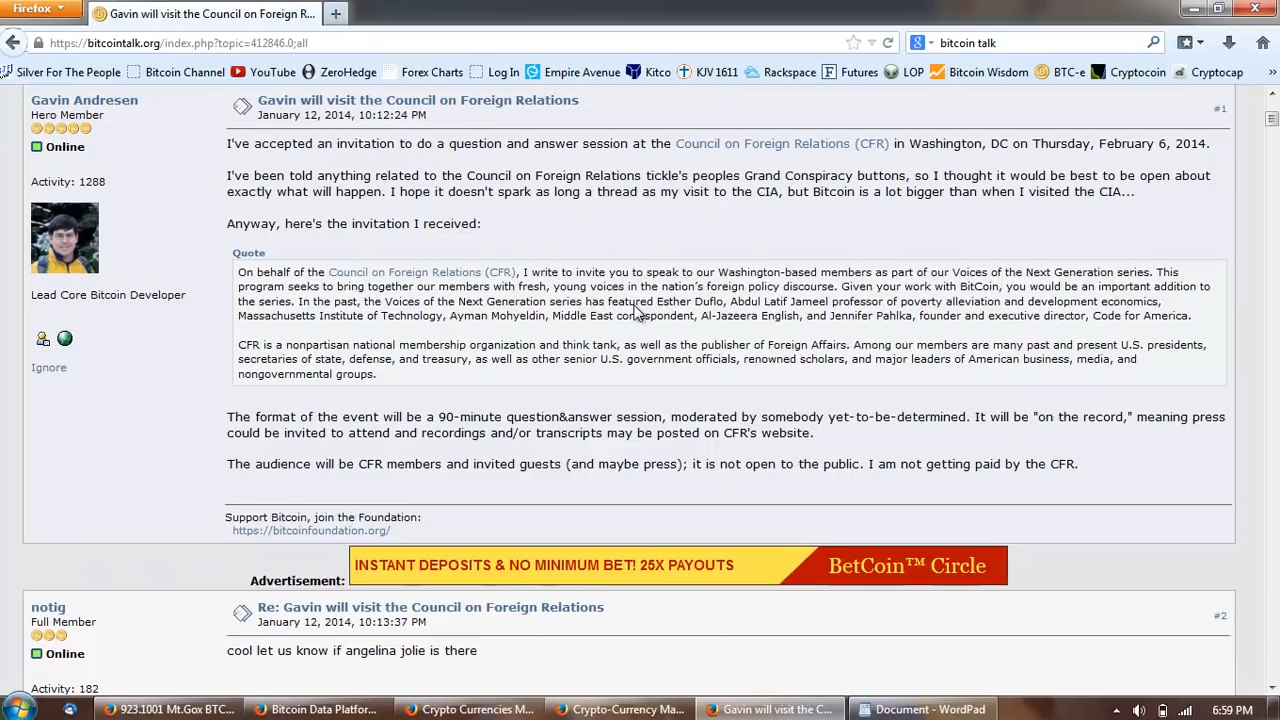 Firefox
Gavin will visit the Council on Foreign R...
https://bitcointalk.org/index.php?topic=412846.0;all
bitcoin talk
Silver For The People
Bitcoin Channel
YouTube
ZeroHedge
Forex Charts
Log In
Empire Avenue
Kitco
KJV 1611
Rackspace
Futures
LOP
Bitcoin Wisdom
BTC-e
Cryptocoin
Cryptocap
Gavin Andresen
Hero Member
Online
Activity: 1288
Lead Core Bitcoin Developer
Ignore
Gavin will visit the Council on Foreign Relations
January 12, 2014, 10:12:24 PM
#1
I've accepted an invitation to do a question and answer session at the Council on Foreign Relations (CFR) in Washington, DC on Thursday, February 6, 2014.
I've been told anything related to the Council on Foreign Relations tickle's peoples Grand Conspiracy buttons, so I thought it would be best to be open about
exactly what will happen. I hope it doesn't spark as long a thread as my visit to the CIA, but Bitcoin is a lot bigger than when I visited the CIA...
Anyway, here's the invitation I received:
Quote
On behalf of the Council on Foreign Relations (CFR), I write to invite you to speak to our Washington-based members as part of our Voices of the Next Generation series. This
program seeks to bring together our members with fresh, young voices in the nation's foreign policy discourse. Given your work with BitCoin, you would be an important addition to
the series. In the past, the Voices of the Next Generation series has featured Esther Duflo, Abdul Latif Jameel professor of poverty alleviation and development economics,
Massachusetts Institute of Technology, Ayman Mohyeldin, Middle East correspondent, Al-Jazeera English, and Jennifer Pahlka, founder and executive director, Code for America.
CFR is a nonpartisan national membership organization and think tank, as well as the publisher of Foreign Affairs. Among our members are many past and present U.S. presidents,
secretaries of state, defense, and treasury, as well as other senior U.S. government officials, renowned scholars, and major leaders of American business, media, and
nongovernmental groups.
The format of the event will be a 90-minute question&answer session, moderated by somebody yet-to-be-determined. It will be "on the record," meaning press
could be invited to attend and recordings and/or transcripts may be posted on CFR's website.
The audience will be CFR members and invited guests (and maybe press); it is not open to the public. I am not getting paid by the CFR.
Support Bitcoin, join the Foundation:
https://bitcoinfoundation.org/
Advertisement:
INSTANT DEPOSITS & NO MINIMUM BET! 25X PAYOUTS
BetCoin™ Circle
notig
Full Member
Online
Activity: 182
Re: Gavin will visit the Council on Foreign Relations
January 12, 2014, 10:13:37 PM
#2
cool let us know if angelina jolie is there
923.1001 Mt.Gox BTC...
Bitcoin Data Platfor...
Crypto Currencies M...
Crypto-Currency Ma...
Gavin will visit the C...
Document - WordPad
6:59 PM